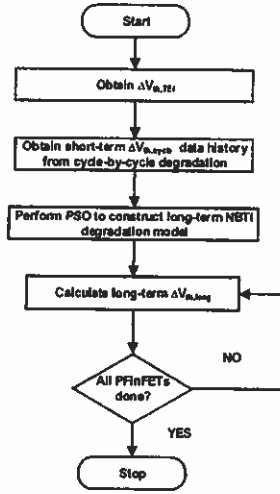 Start
Obtain ΔVth,TZI
Obtain short-term ΔVth,cycle data history
from cycle-by-cycle degradation
Perform PSO to construct long-term NBTI
degradation model
Calculate long-term ΔVth,long
NO
All PFinFETs
done?
YES
Stop